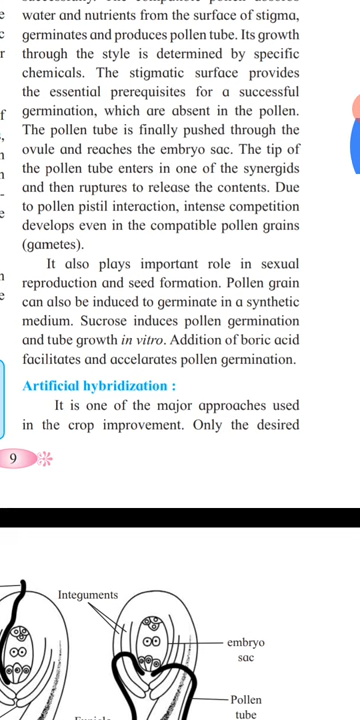 water and nutrients from the surface of stigma,
germinates and produces pollen tube. Its growth
through the style is determined by specific
chemicals. The stigmatic surface provides
the essential prerequisites for a successful
germination, which are absent in the pollen.
The pollen tube is finally pushed through the
ovule and reaches the embryo sac. The tip of
the pollen tube enters in one of the synergids
and then ruptures to release the contents. Due
to pollen pistil interaction, intense competition
develops even in the compatible pollen grains
(gametes).
It also plays important role in sexual
reproduction and seed formation. Pollen grain
can also be induced to germinate in a synthetic
medium. Sucrose induces pollen germination
and tube growth in vitro. Addition of boric acid
facilitates and accelarates pollen germination.
Artificial hybridization :
It is one of the major approaches used
in the crop improvement. Only the desired
9
Integuments
embryo
sac
Pollen
tube